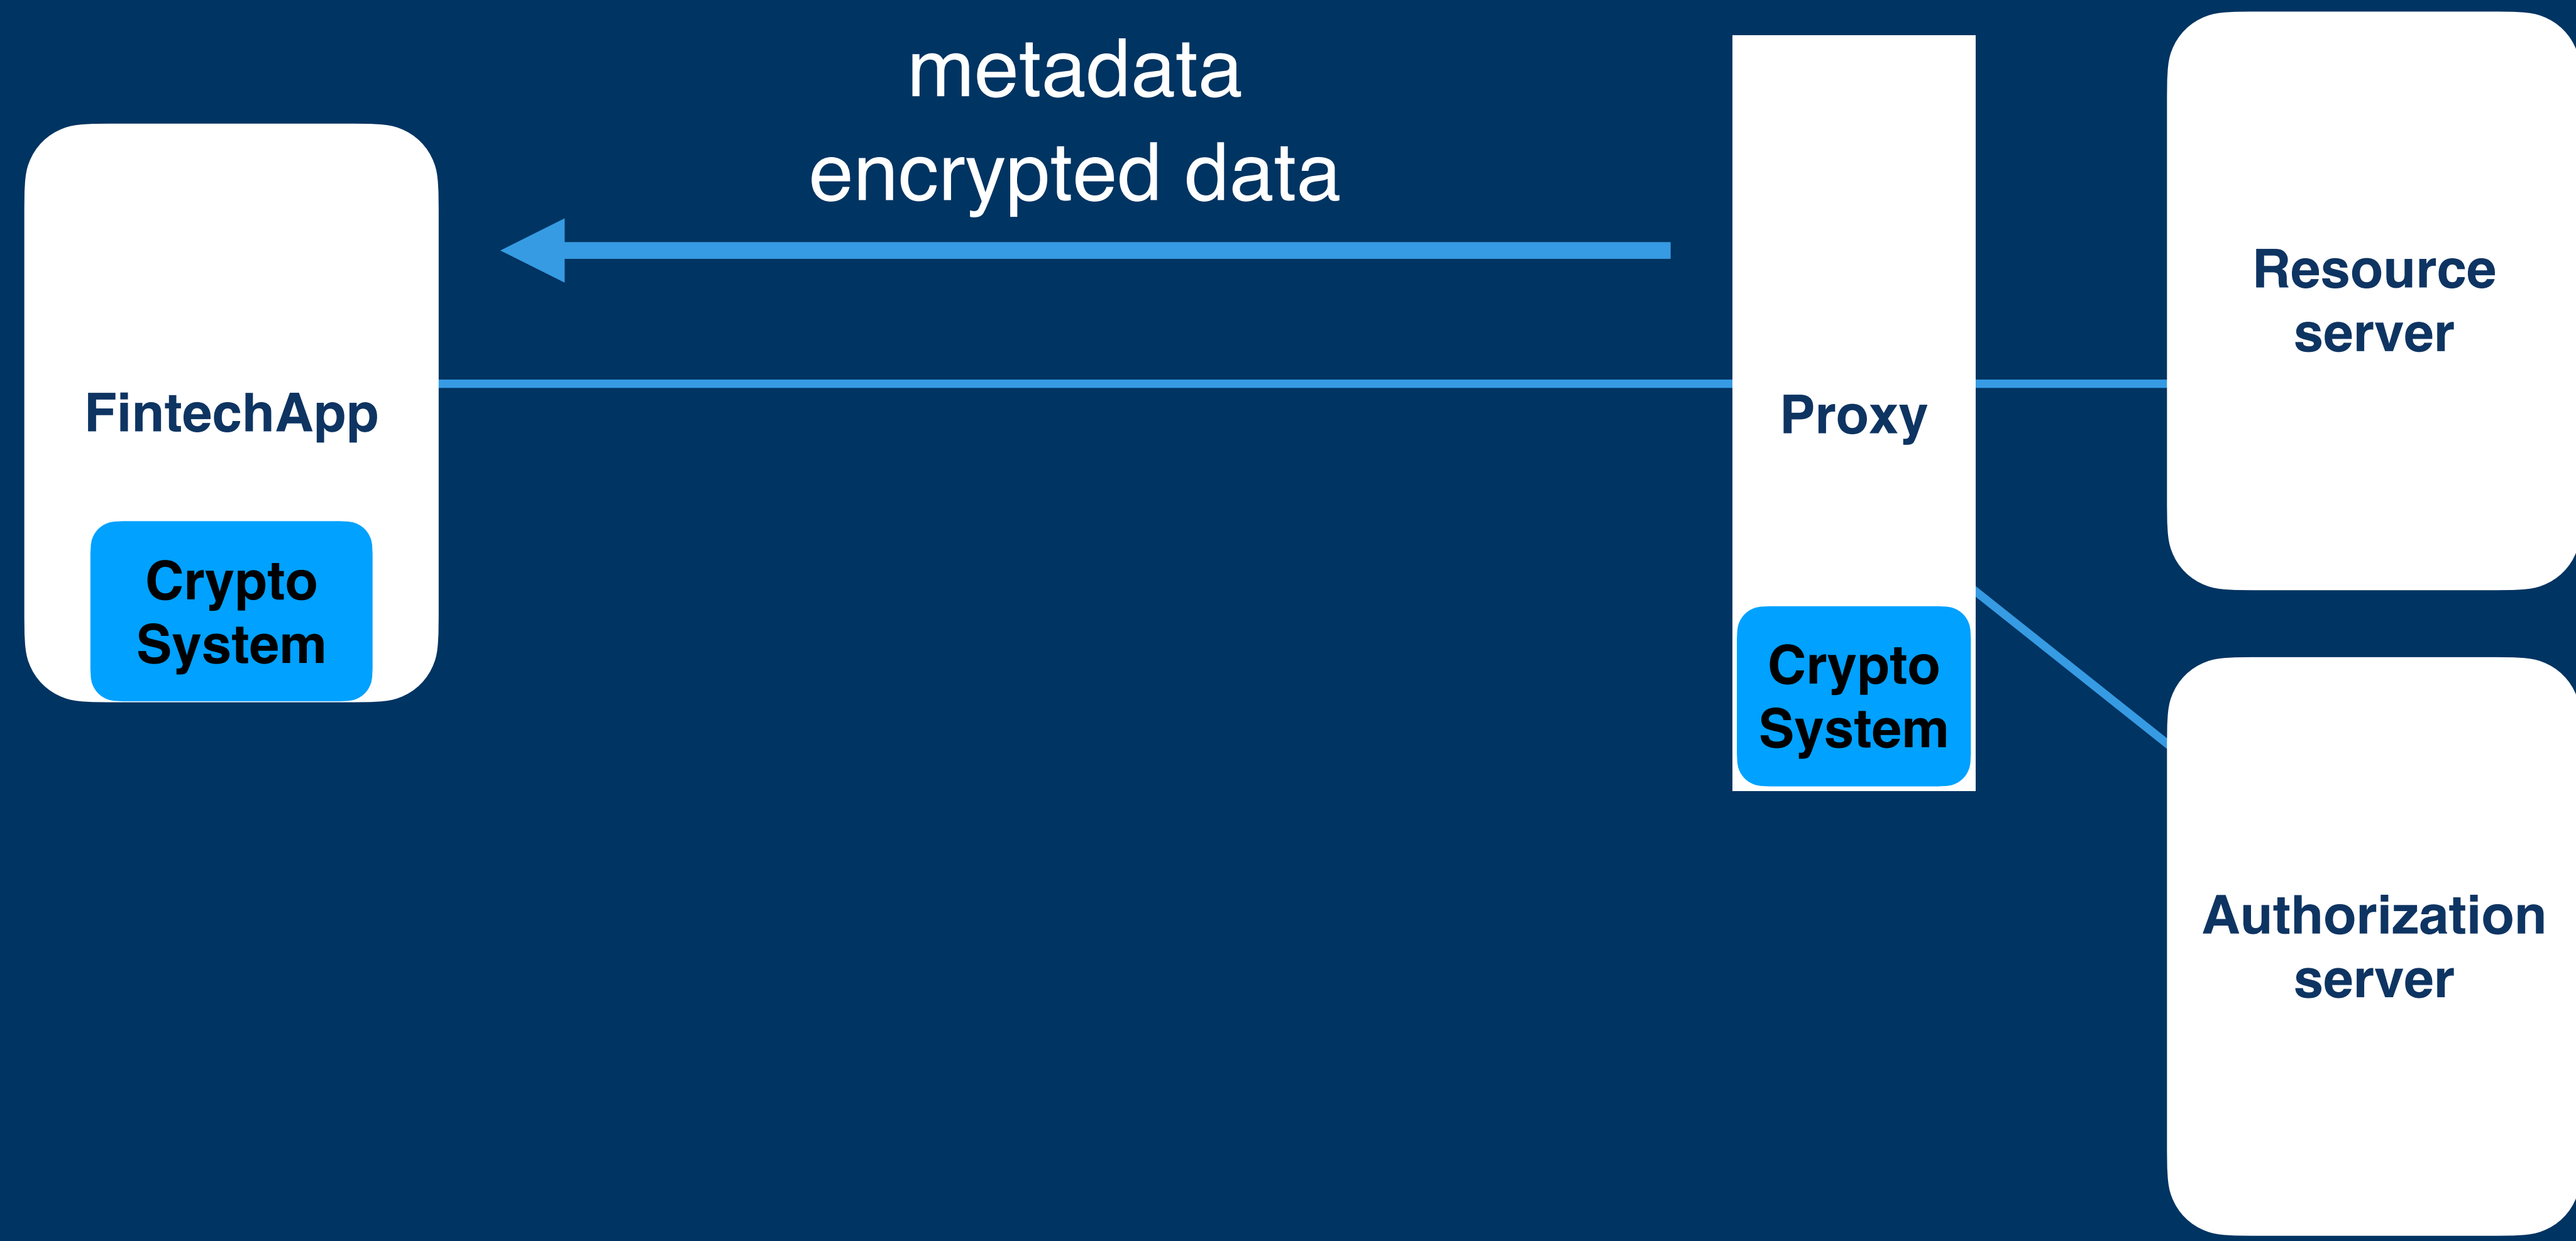 metadata
encrypted data
FintechApp
Crypto
System
Proxy
Crypto
System
Resource
server
Authorization
server